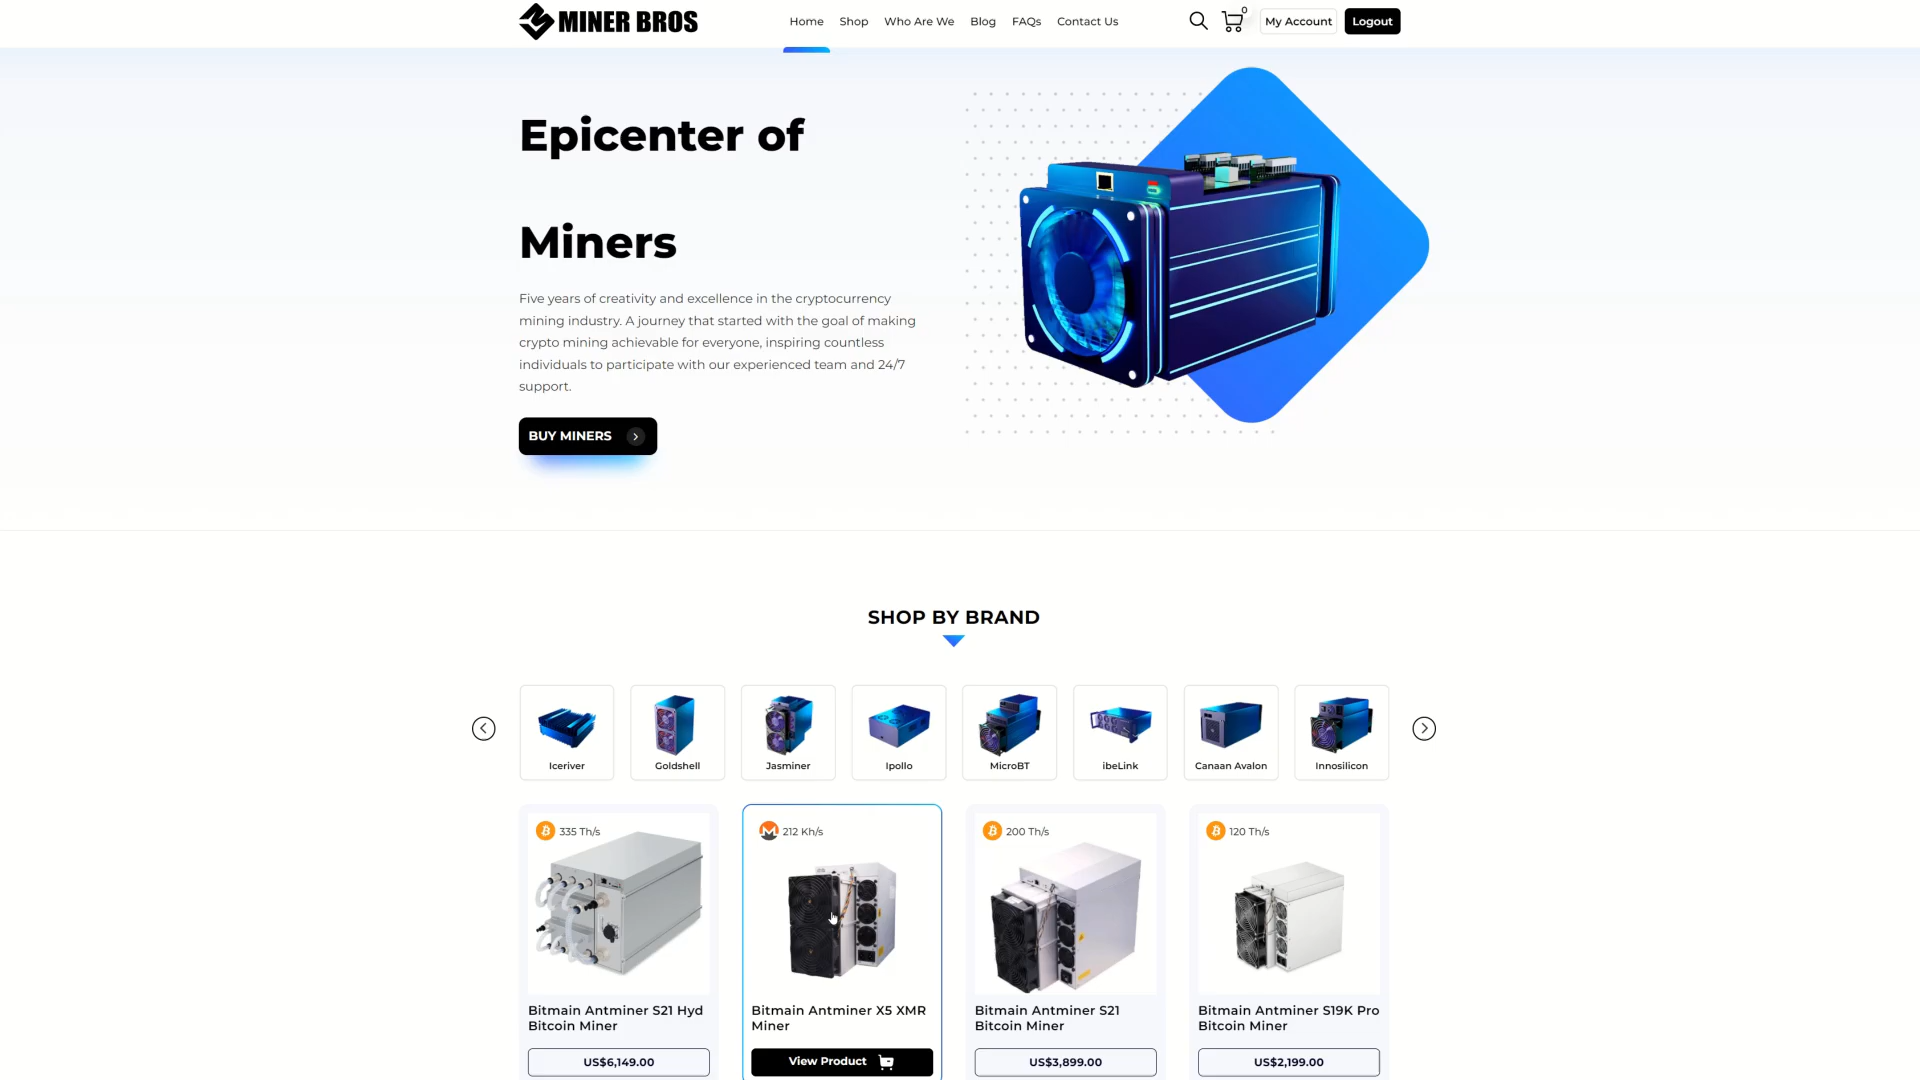 MINER BROS
Home Shop Who Are We Blog FAQs Contact Us
0
My Account Logout
Epicenter of
Miners
Five years of creativity and excellence in the cryptocurrency
mining industry. A journey that started with the goal of making
crypto mining achievable for everyone, inspiring countless
individuals to participate with our experienced team and 24/7
support.
BUY MINERS
SHOP BY BRAND
Iceriver Goldshell Jasminer Ipollo MicroBT ibeLink Canaan Avalon Innosilicon
335 Th/s
Bitmain Antminer S21 Hyd
Bitcoin Miner
US$6,149.00
212 Kh/s
Bitmain Antminer X5 XMR
Miner
View Product
200 Th/s
Bitmain Antminer S21
Bitcoin Miner
US$3,899.00
120 Th/s
Bitmain Antminer S19K Pro
Bitcoin Miner
US$2,199.00